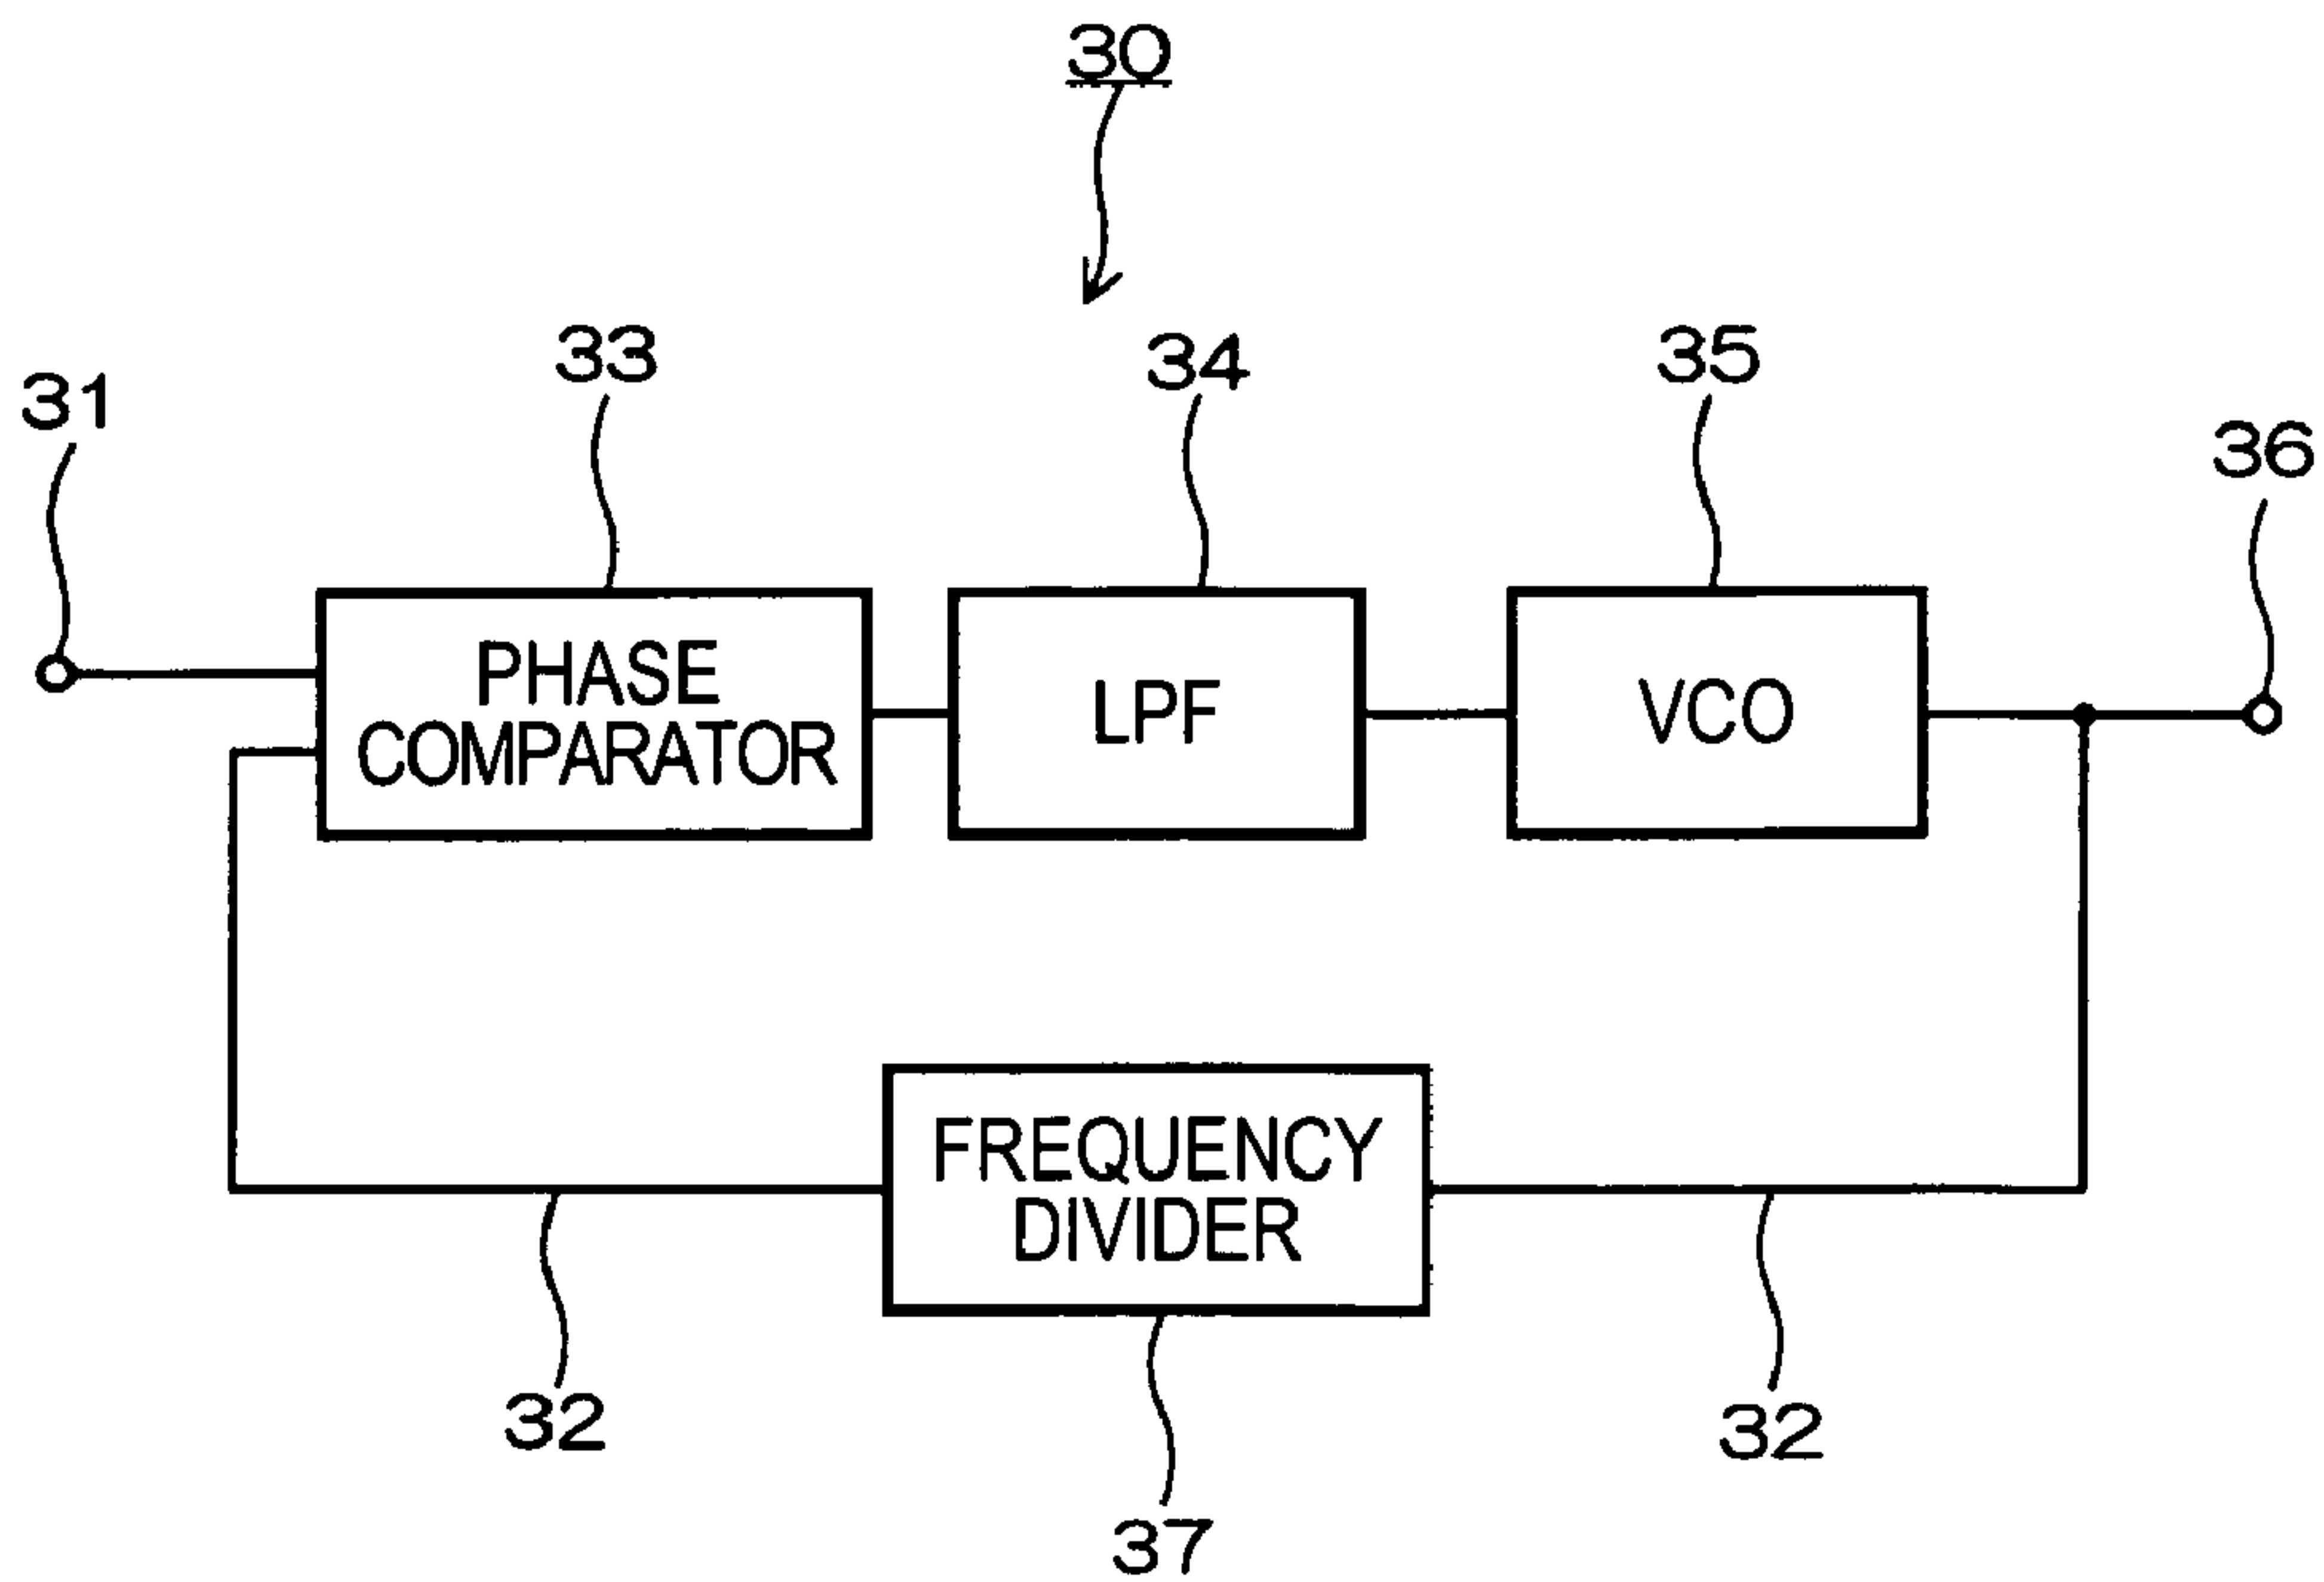 30
33
34
35
31
36
PHASE
COMPARATOR
LPF
VCO
FREQUENCY
DIVIDER
32
32
37